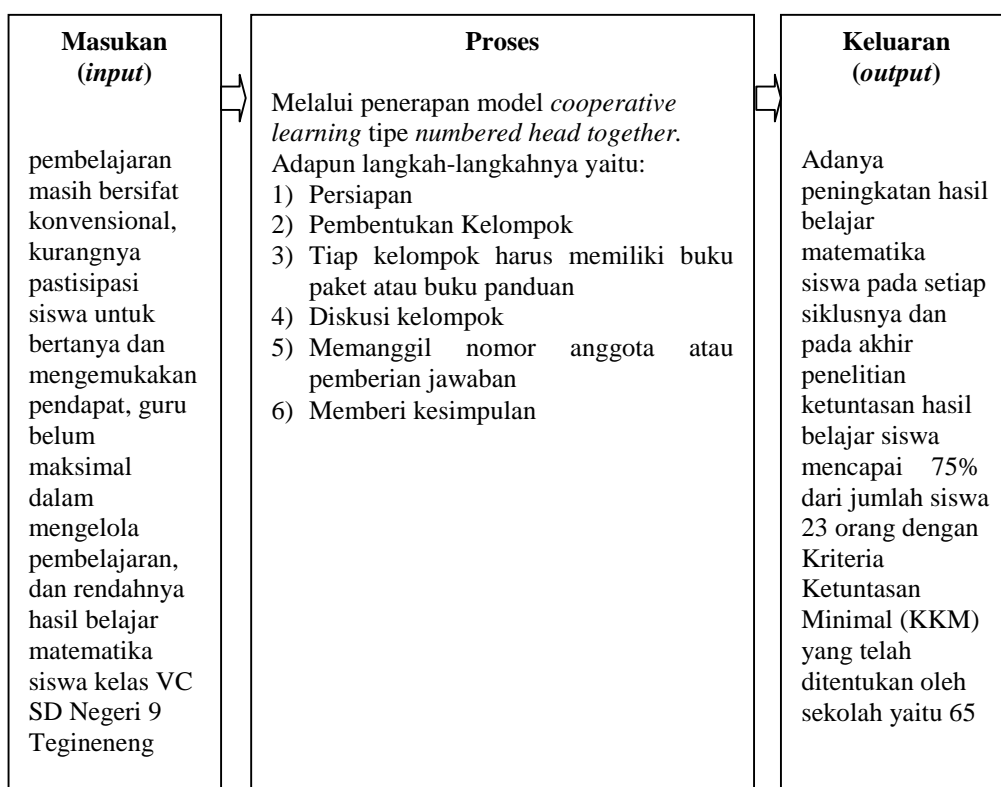 Masukan
(input)
pembelajaran
masih bersifat
konvensional,
kurangnya
pastisipasi
siswa untuk
bertanya dan
mengemukakan
pendapat, guru
belum
maksimal
dalam
mengelola
pembelajaran,
dan rendahnya
hasil belajar
matematika
siswa kelas VC
SD Negeri 9
Tegineneng
Proses
Melalui penerapan model cooperative
learning tipe numbered head together.
Adapun langkah-langkahnya yaitu:
1) Persiapan
2) Pembentukan Kelompok
3) Tiap kelompok harus memiliki buku
paket atau buku panduan
4) Diskusi kelompok
5) Memanggil nomor anggota atau
pemberian jawaban
6) Memberi kesimpulan
Keluaran
(output)
Adanya
peningkatan hasil
belajar
matematika
siswa pada setiap
siklusnya dan
pada akhir
penelitian
ketuntasan hasil
belajar siswa
mencapai 75%
dari jumlah siswa
23 orang dengan
Kriteria
Ketuntasan
Minimal (KKM)
yang telah
ditentukan oleh
sekolah yaitu 65